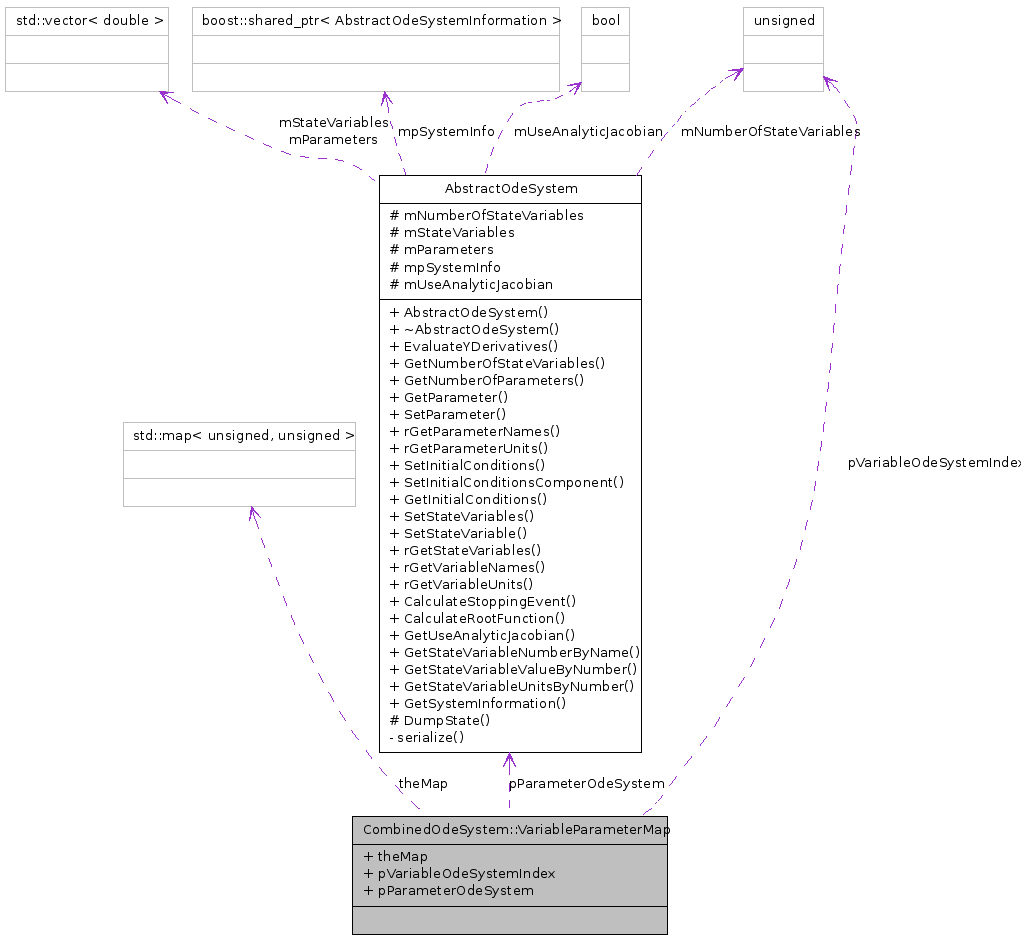 std::vector< double >
boost::shared_ptr< AbstractOdeSystemInformation >
bool
unsigned
mStateVariables
mParameters
mpSystemInfo
mUseAnalyticJacobian
mNumberOfStateVariables
AbstractOdeSystem
# mNumberOfStateVariables
# mStateVariables
# mParameters
# mpSystemInfo
# mUseAnalyticJacobian
+ AbstractOdeSystem()
+ ~AbstractOdeSystem()
+ EvaluateYDerivatives()
+ GetNumberOfStateVariables()
+ GetNumberOfParameters()
+ GetParameter()
+ SetParameter()
+ rGetParameterNames()
+ rGetParameterUnits()
+ SetInitialConditions()
+ SetInitialConditionsComponent()
+ GetInitialConditions()
+ SetStateVariables()
+ SetStateVariable()
+ rGetStateVariables()
+ rGetVariableNames()
+ rGetVariableUnits()
+ CalculateStoppingEvent()
+ CalculateRootFunction()
+ GetUseAnalyticJacobian()
+ GetStateVariableNumberByName()
+ GetStateVariableValueByNumber()
+ GetStateVariableUnitsByNumber()
+ GetSystemInformation()
# DumpState()
- serialize()
std::map< unsigned, unsigned >
pVariableOdeSystemIndex
theMap
pParameterOdeSystem
CombinedOdeSystem::VariableParameterMap
+ theMap
+ pVariableOdeSystemIndex
+ pParameterOdeSystem